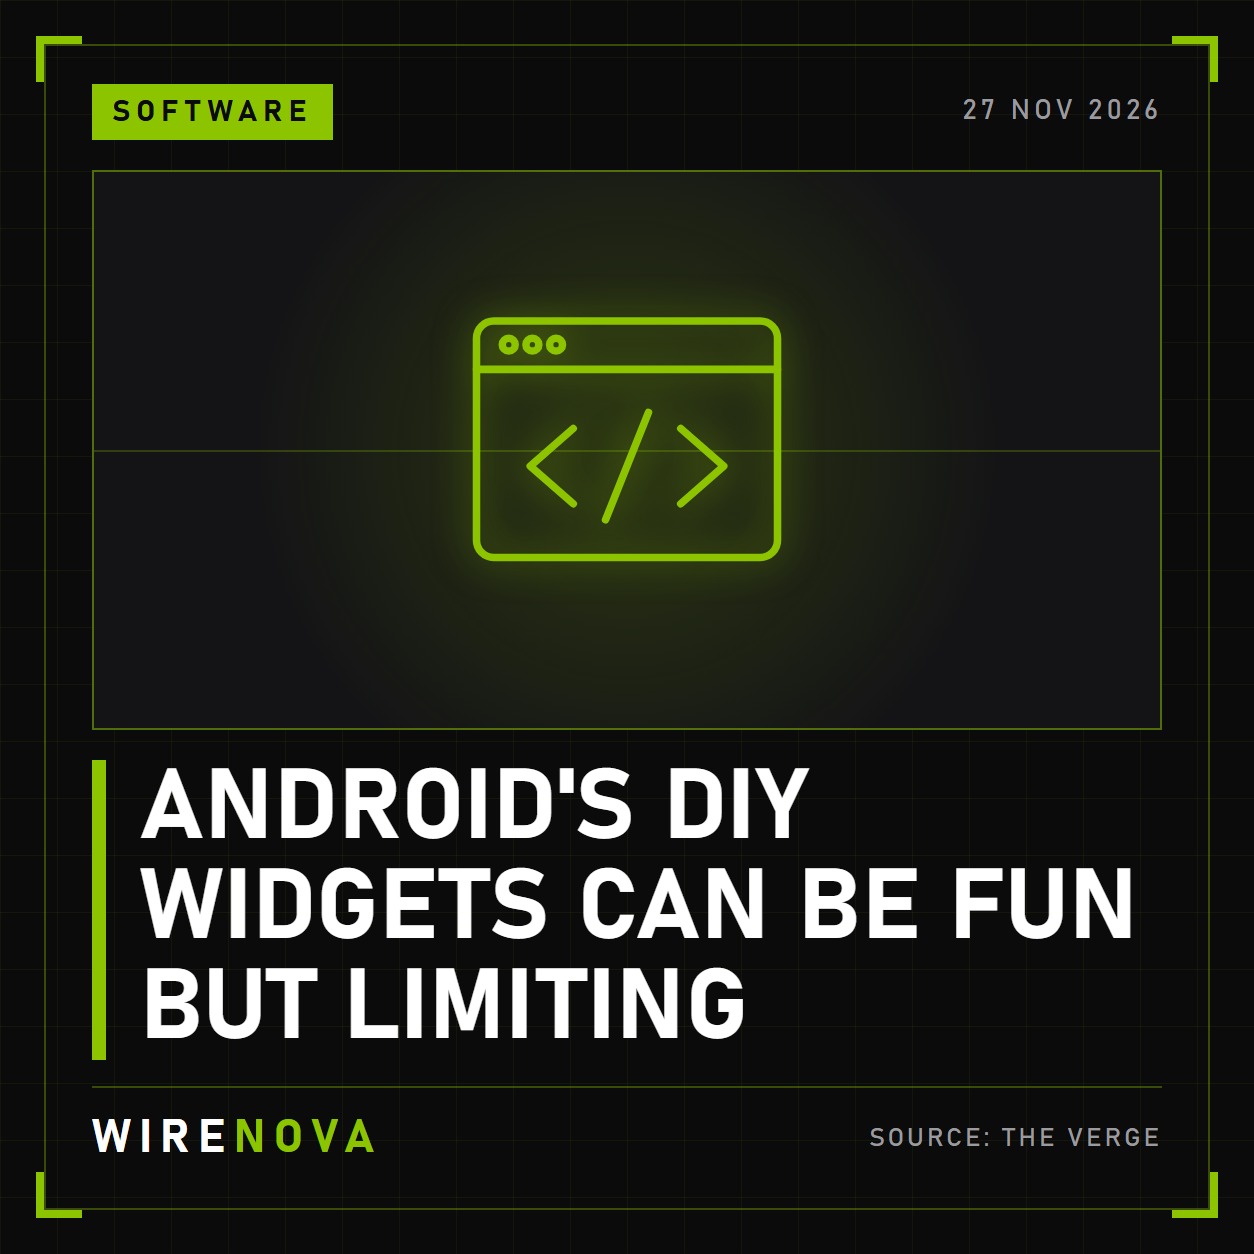 SOFTWARE
27 NOV 2026
</>
ANDROID'S DIY
WIDGETS CAN BE FUN
BUT LIMITING
WIRENOVA
SOURCE: THE VERGE